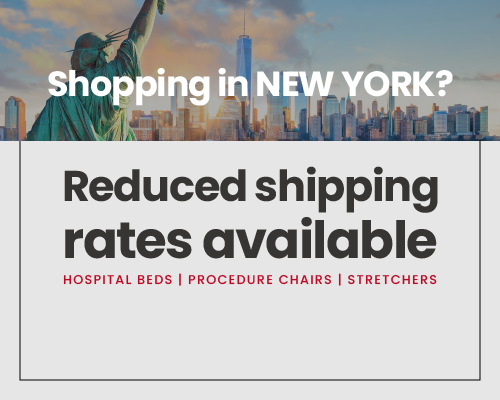 Shopping in NEW YORK?
Reduced shipping
rates available
HOSPITAL BEDS | PROCEDURE CHAIRS | STRETCHERS